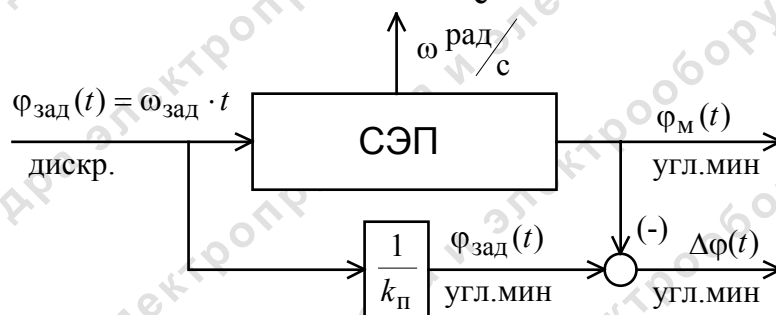 ω рад/с
φзад(t) = ωзад · t
СЭП
φм(t)
дискр.
угл.мин
1/kп
φзад(t)
(-)
Δφ(t)
угл.мин
угл.мин